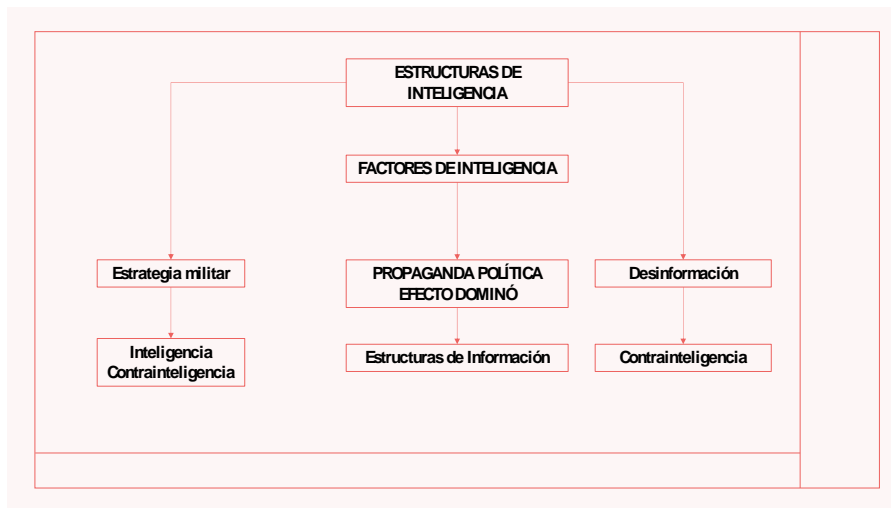 ESTRUCTURAS DE
INTELIGENCIA
FACTORES DE INTELIGENCIA
Estrategia militar
PROPAGANDA POLÍTICA
EFECTO DOMINÓ
Desinformación
Inteligencia
Contrainteligencia
Estructuras de Información
Contrainteligencia